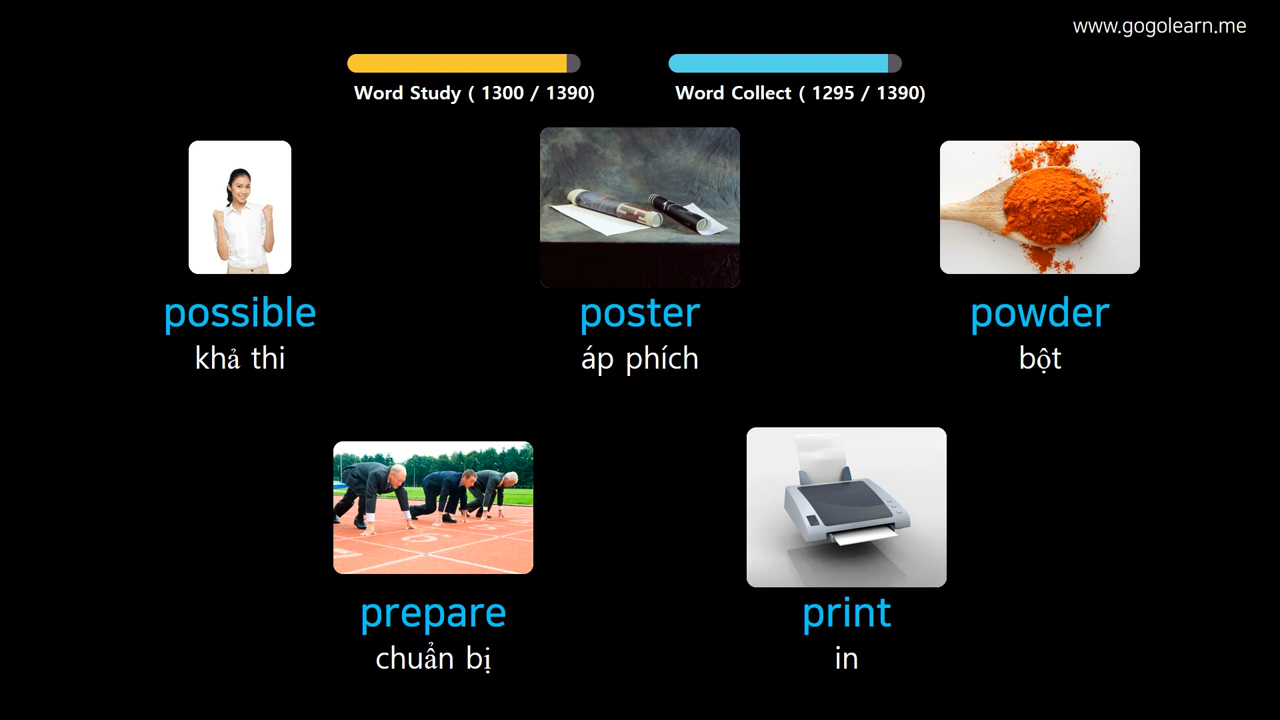 www.gogolearn.me
Word Study ( 1300 / 1390)
Word Collect ( 1295 / 1390)
possible
khả thi
poster
áp phích
powder
bột
prepare
chuẩn bị
print
in